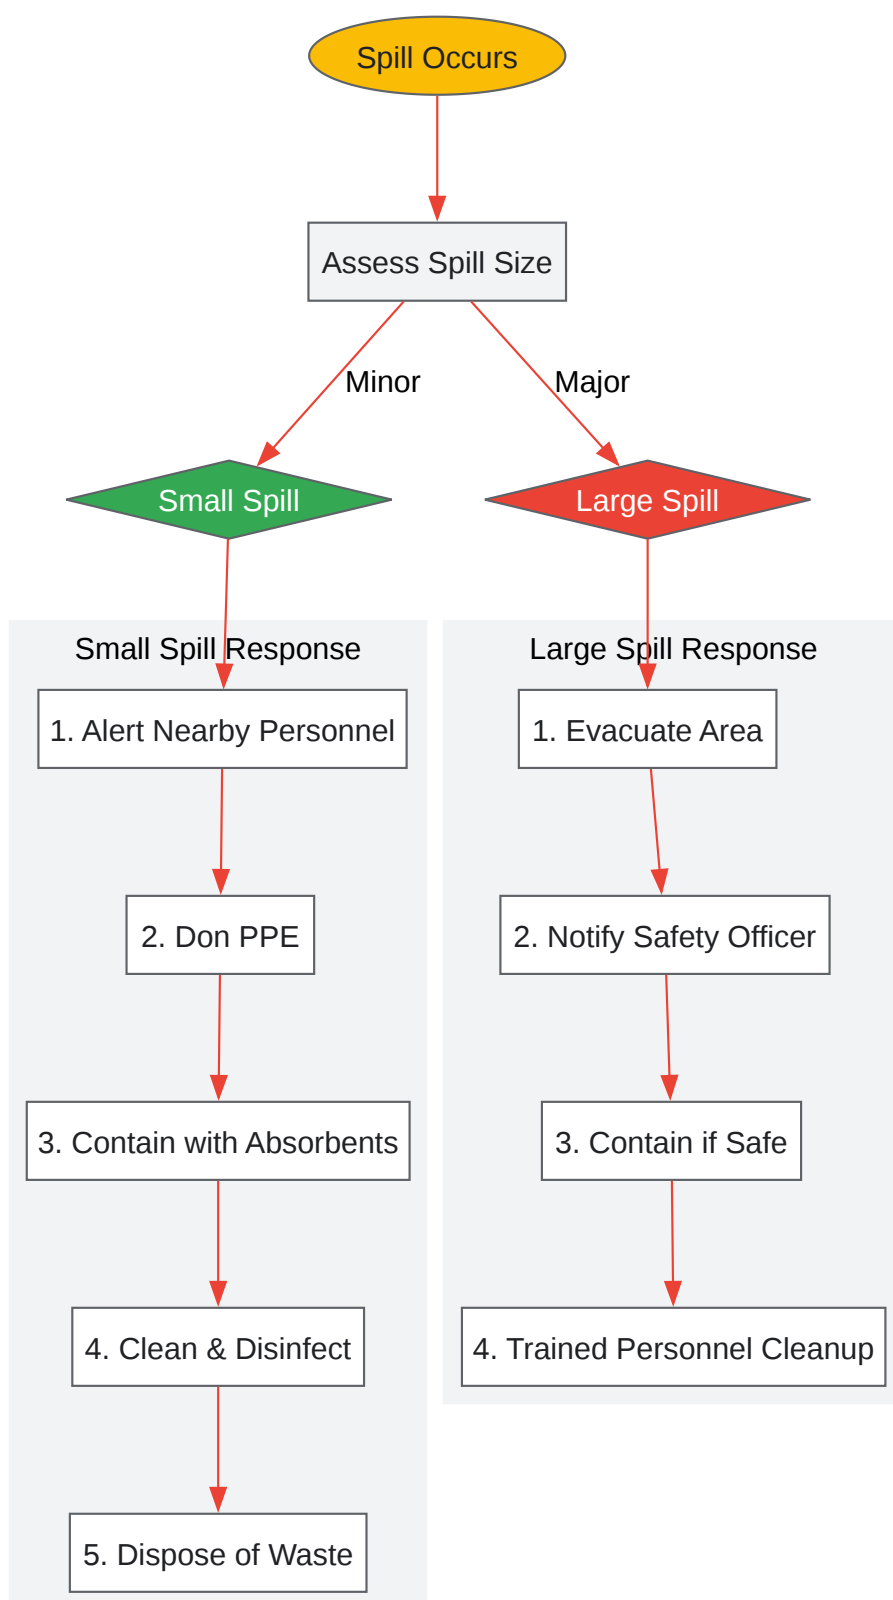 Spill Occurs
Assess Spill Size
Minor
Major
Small Spill
Large Spill
Small Spill Response
1. Alert Nearby Personnel
2. Don PPE
3. Contain with Absorbents
4. Clean & Disinfect
5. Dispose of Waste
Large Spill Response
1. Evacuate Area
2. Notify Safety Officer
3. Contain if Safe
4. Trained Personnel Cleanup